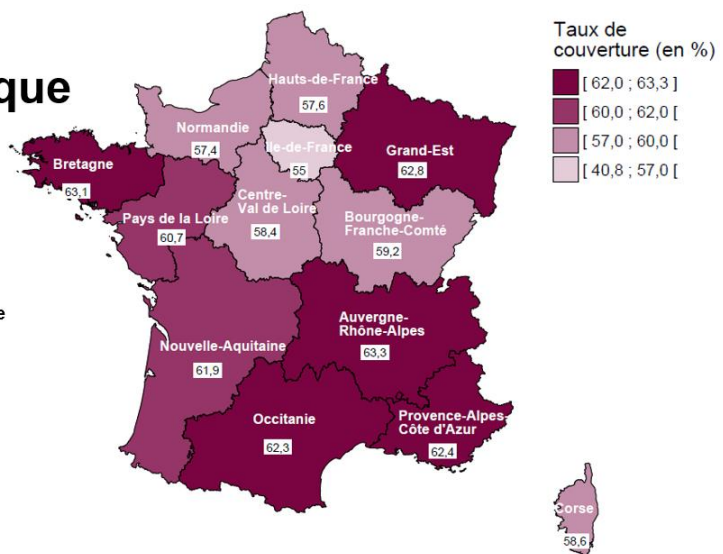 que
e
Taux de
couverture (en %)
[ 62,0 ; 63,3 ]
[ 60,0 ; 62,0 [
[ 57,0 ; 60,0 [
[ 40,8 ; 57,0 [
Hauts-de-France
57,6
Normandie
57,4
Ile-de-France
55
Grand-Est
62,8
Bretagne
63,1
Pays de la Loire
60,7
Centre-
Val de Loire
58,4
Bourgogne-
Franche-Comté
59,2
Nouvelle-Aquitaine
61,9
Auvergne-
Rhône-Alpes
63,3
Occitanie
62,3
Provence-Alpes-
Côte d'Azur
62,4
Corse
58,6